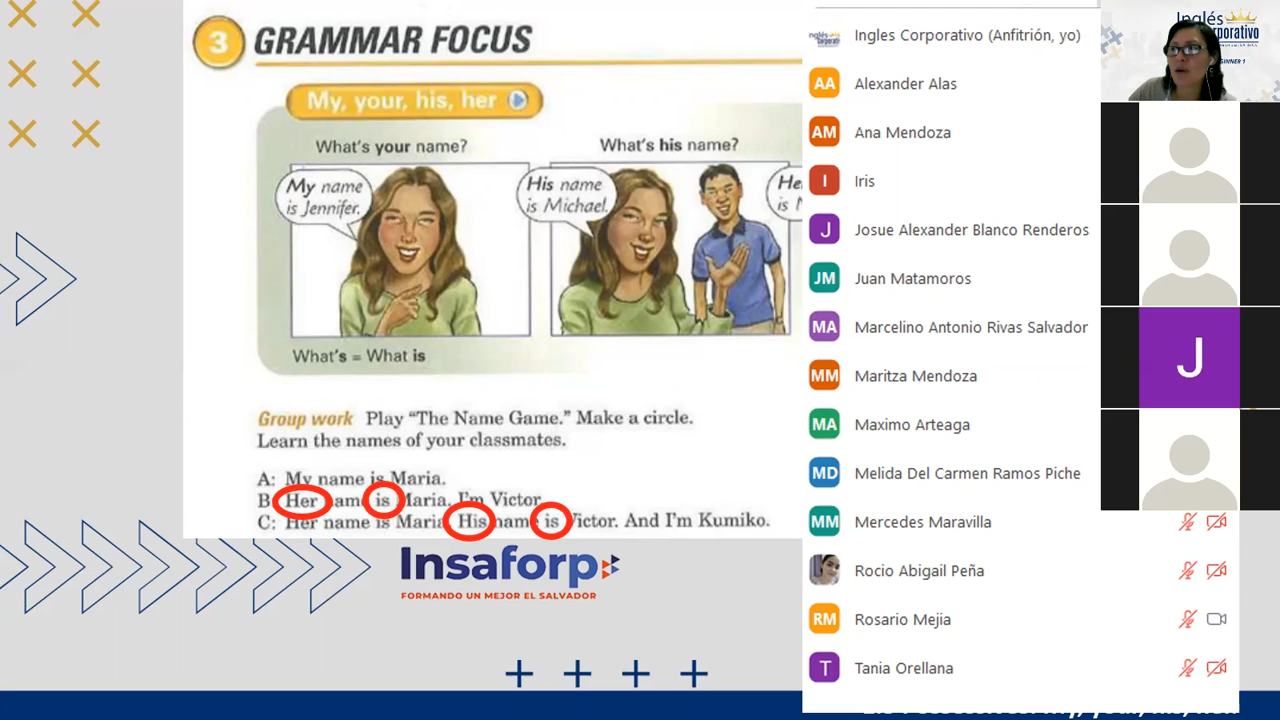 3 GRAMMAR FOCUS
My, your, his, her
What's your name?
What's his name?
My name
is Jennifer.
His name
is Michael.
What's = What is
Group work Play "The Name Game." Make a circle.
Learn the names of your classmates.
A: My name is Maria.
B: Her name is Maria. I'm Victor.
C: Her name is Maria. His name is Victor. And I'm Kumiko.
Insaforp
FORMANDO UN MEJOR EL SALVADOR
Ingles Corporativo (Anfitrión, yo)
AA Alexander Alas
AM Ana Mendoza
I Iris
J Josue Alexander Blanco Renderos
JM Juan Matamoros
MA Marcelino Antonio Rivas Salvador
MM Maritza Mendoza
MA Maximo Arteaga
MD Melida Del Carmen Ramos Piche
MM Mercedes Maravilla
Rocio Abigail Peña
RM Rosario Mejia
T Tania Orellana
Inglés
J